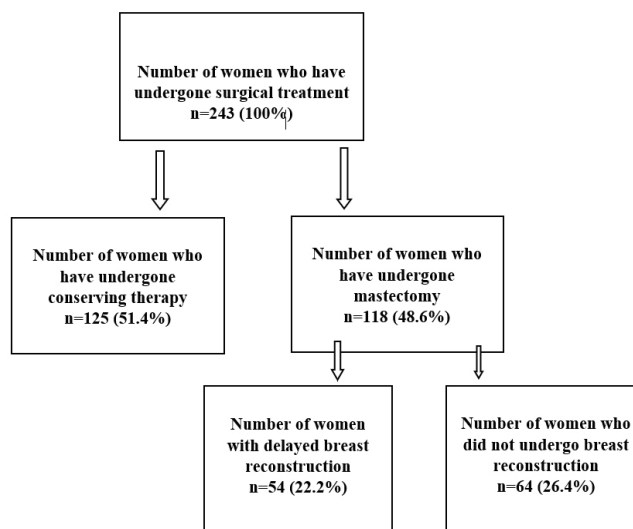 Number of women who have
undergone surgical treatment
n=243 (100%)
Number of women who
have undergone
conserving therapy
n=125 (51.4%)
Number of women who
have undergone
mastectomy
n=118 (48.6%)
Number of women
with delayed breast
reconstruction
n=54 (22.2%)
Number of women who
did not undergo breast
reconstruction
n=64 (26.4%)